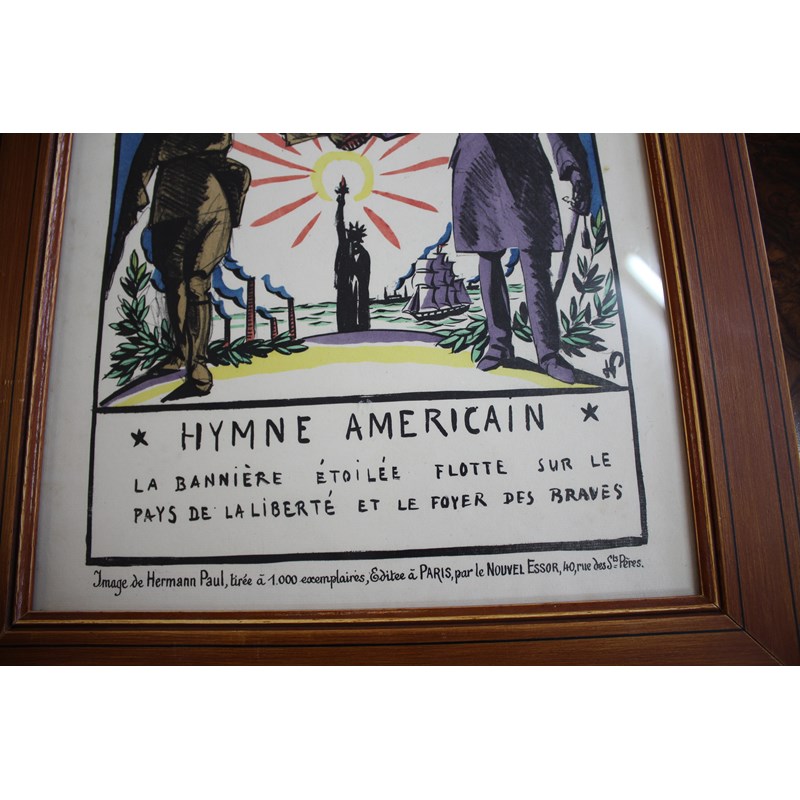 ★ HYMNE AMERICAIN ★
LA BANNIÈRE ÉTOILÉE FLOTTE SUR LE
PAYS DE LA LIBERTÉ ET LE FOYER DES BRAVES
Image de Hermann Paul, tirée à 1.000 exemplaires, Editee à PARIS, par le NOUVEL ESSOR, 40, rue des Sts Pères.